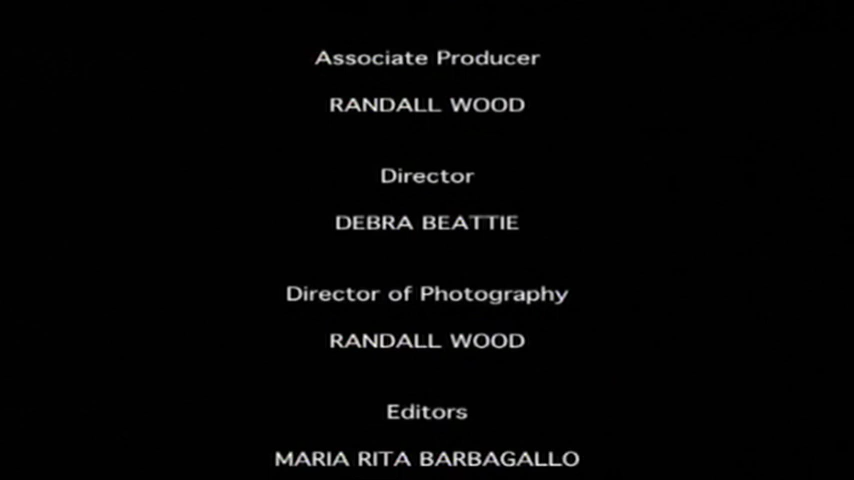 Associate Producer
RANDALL WOOD
Director
DEBRA BEATTIE
Director of Photography
RANDALL WOOD
Editors
MARIA RITA BARBAGALLO